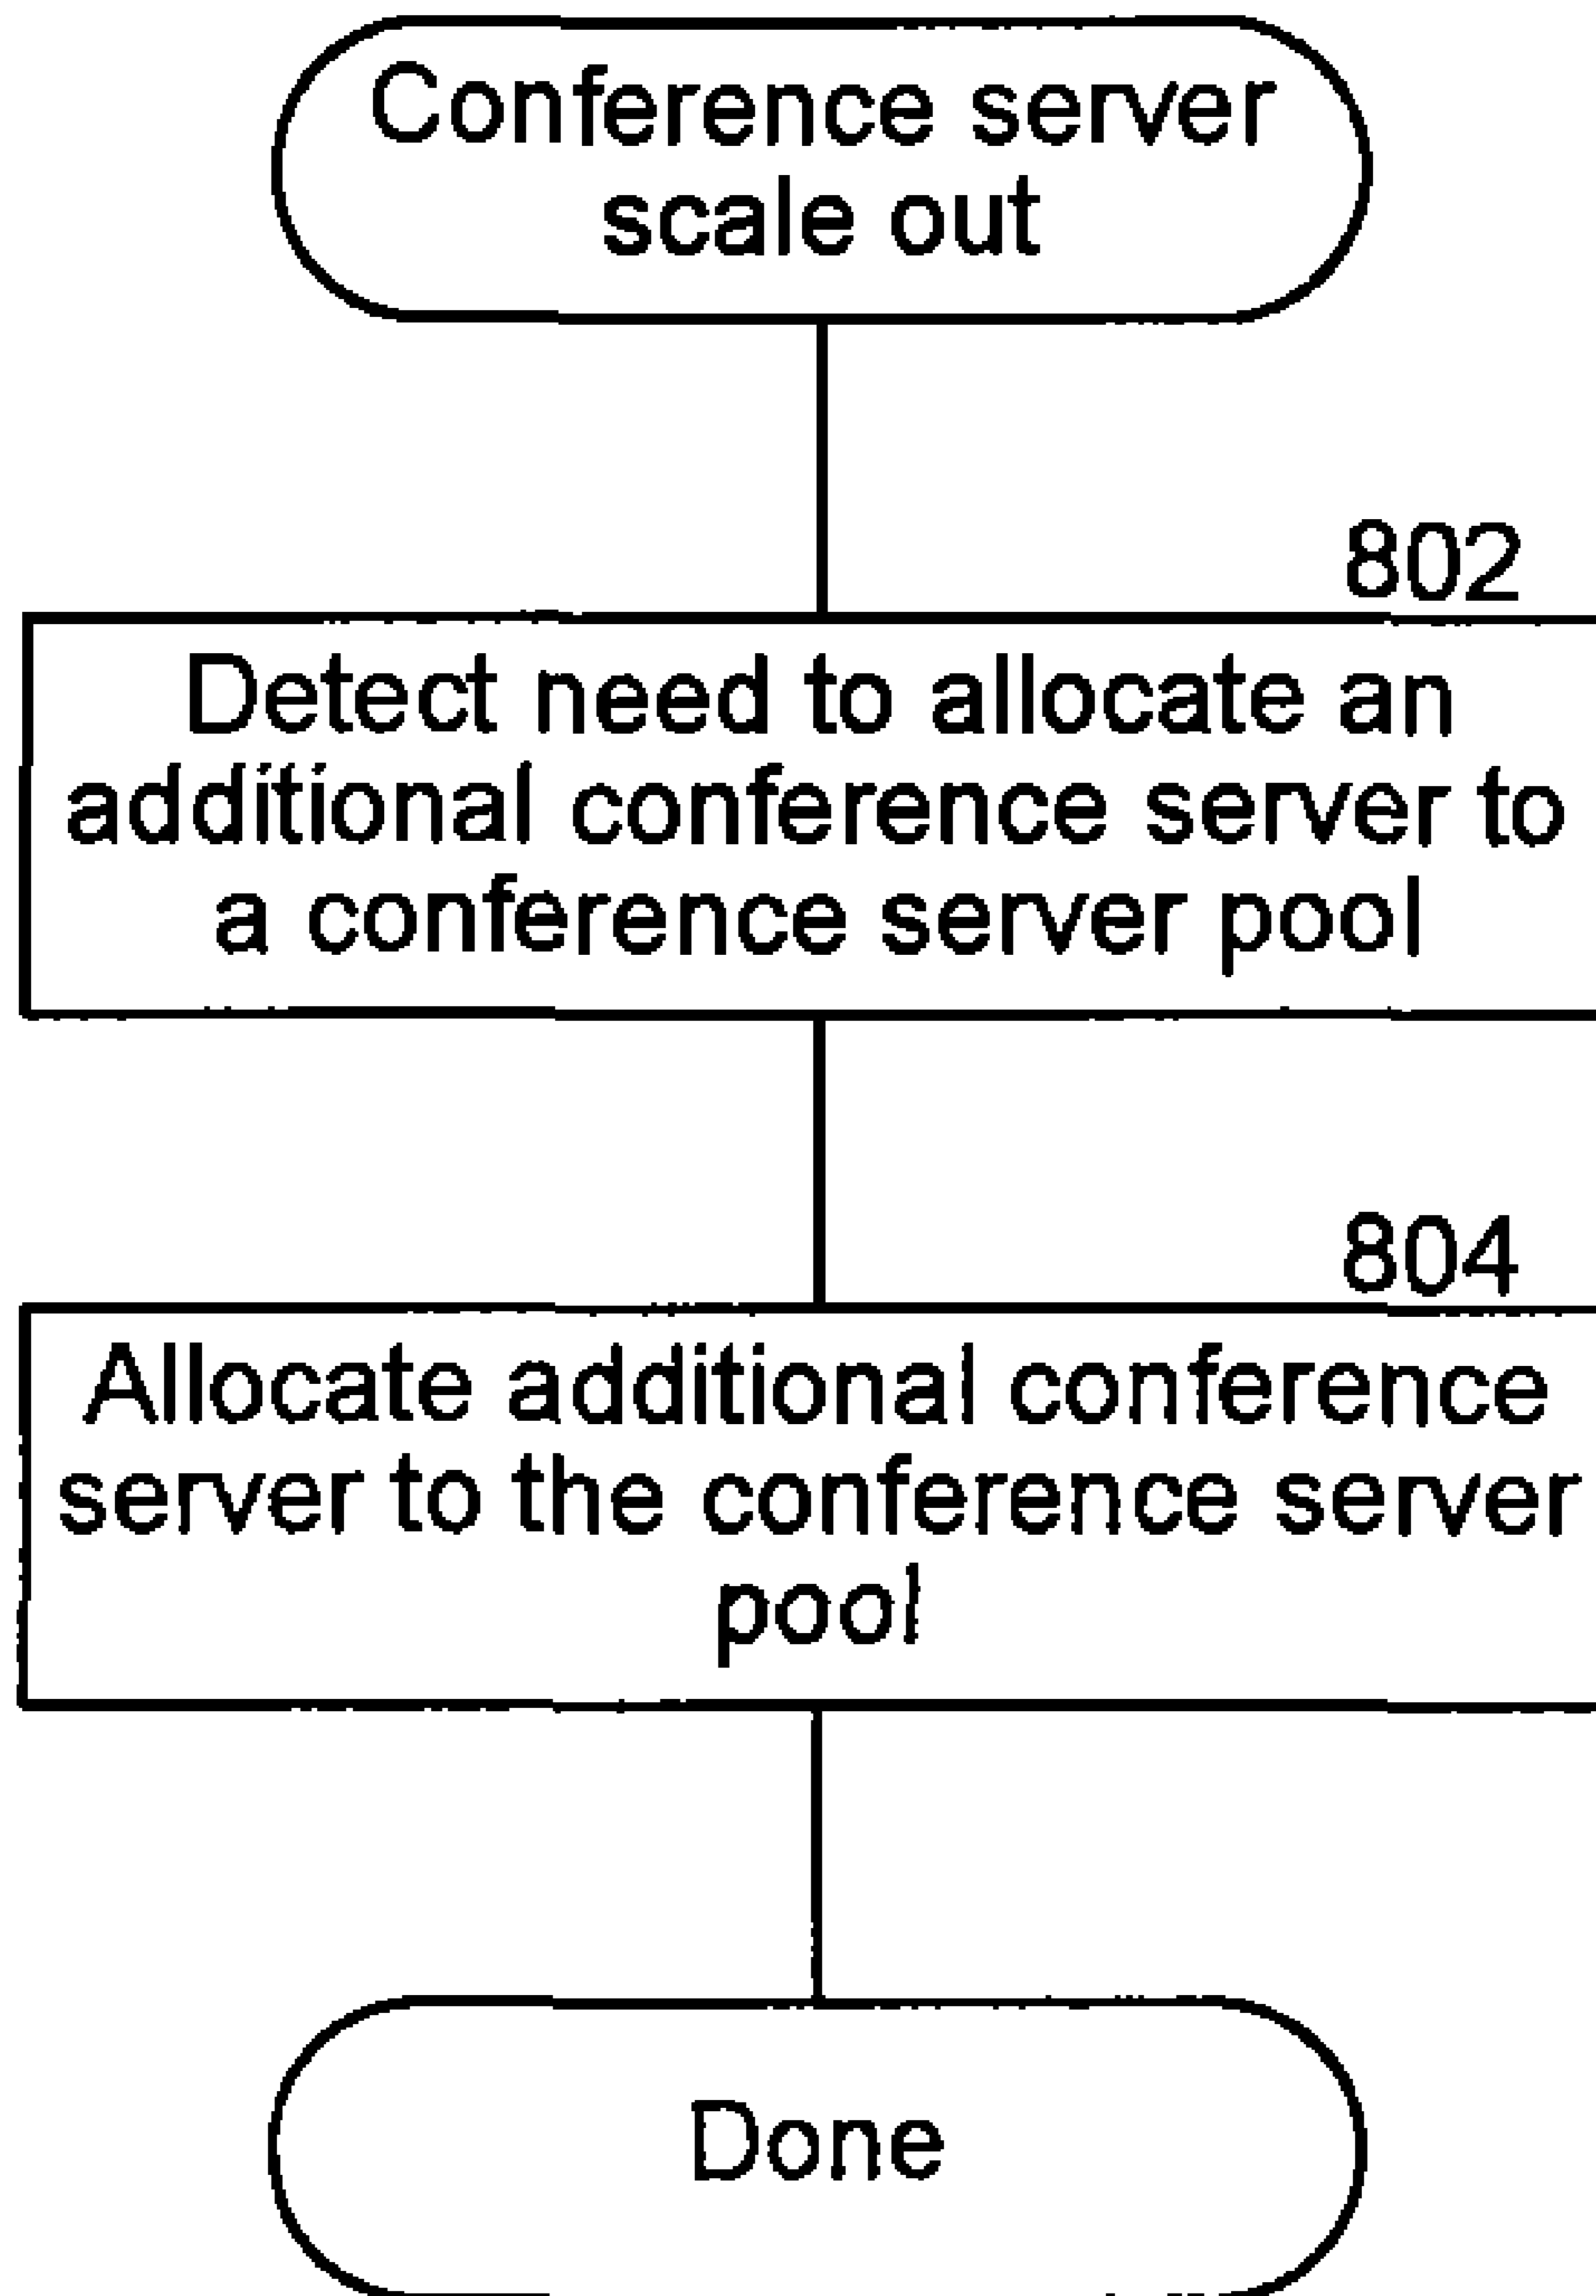 Conference server
scale out
802
Detect need to allocate an
additional conference server to
a conference server pool
804
Allocate additional conference
server to the conference server
pool
Done